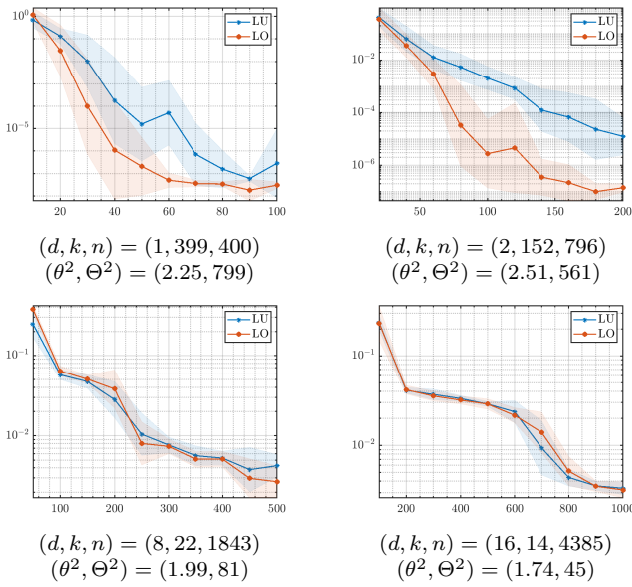 10^0
10^{-5}
20 40 60 80 100
LU
LO
(d, k, n) = (1, 399, 400)
(θ^2, Θ^2) = (2.25, 799)
10^{-2}
10^{-4}
10^{-6}
50 100 150 200
LU
LO
(d, k, n) = (2, 152, 796)
(θ^2, Θ^2) = (2.51, 561)
10^{-1}
10^{-2}
100 200 300 400 500
LU
LO
(d, k, n) = (8, 22, 1843)
(θ^2, Θ^2) = (1.99, 81)
10^{-1}
10^{-2}
200 400 600 800 1000
LU
LO
(d, k, n) = (16, 14, 4385)
(θ^2, Θ^2) = (1.74, 45)